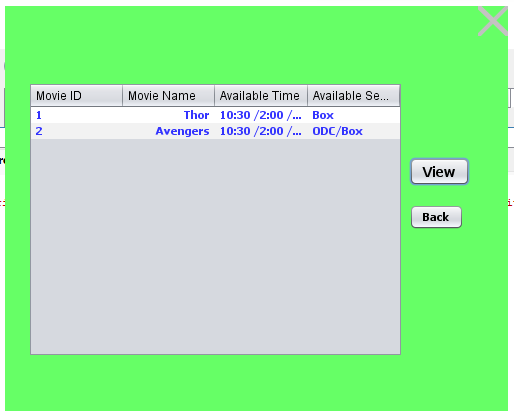 Movie ID Movie Name Available Time Available Se...
1 Thor 10:30 /2:00 /... Box
2 Avengers 10:30 /2:00 /... ODC/Box
View
Back